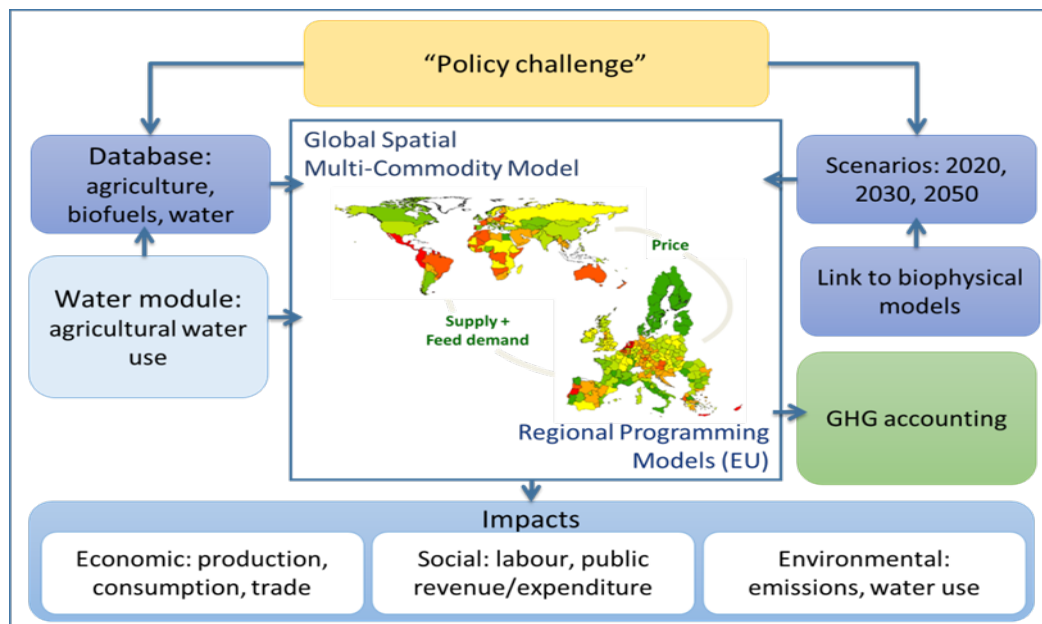 “Policy challenge”
Database:
agriculture,
biofuels, water
Water module:
agricultural water
use
Global Spatial
Multi-Commodity Model
Price
Supply +
Feed demand
Regional Programming
Models (EU)
Scenarios: 2020,
2030, 2050
Link to biophysical
models
GHG accounting
Impacts
Economic: production,
consumption, trade
Social: labour, public
revenue/expenditure
Environmental:
emissions, water use